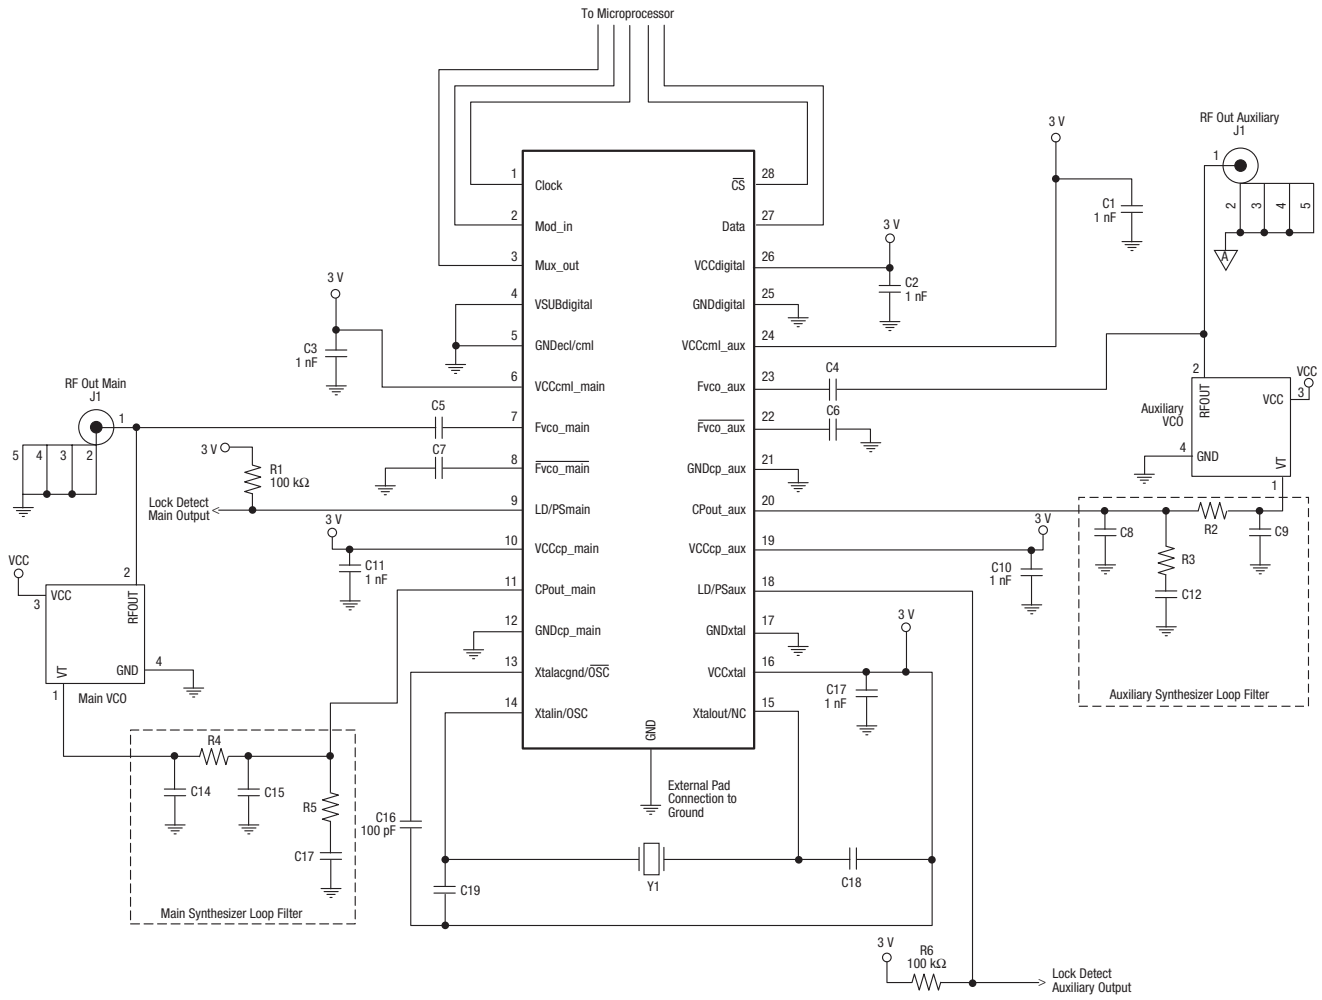 To Microprocessor
1
Clock
2
Mod_in
3
Mux_out
4
VSUBdigital
5
GNDecl/cml
6
VCCcml_main
7
Fvco_main
8
Fvco_main
9
LD/PSmain
10
VCCcp_main
11
CPout_main
12
GNDcp_main
13
Xtalacgnd/OSC
14
Xtalin/OSC
28
CS
27
Data
26
VCCdigital
25
GNDdigital
24
VCCcml_aux
23
Fvco_aux
22
Fvco_aux
21
GNDcp_aux
20
CPout_aux
19
VCCcp_aux
18
LD/PSaux
17
GNDxtal
16
VCCxtal
15
Xtalout/NC
GND
External Pad
Connection to
Ground
3 V
C3
1 nF
RF Out Main
J1
1
5
4
3
2
C5
C7
3 V
R1
100 kΩ
Lock Detect
Main Output
3 V
C11
1 nF
VCC
3
VCC
2
RFOUT
VT
GND
4
1
Main VCO
R4
C14
C15
R5
C17
Main Synthesizer Loop Filter
C16
100 pF
C19
Y1
C18
3 V
C17
1 nF
3 V
R6
100 kΩ
Lock Detect
Auxiliary Output
3 V
C1
1 nF
3 V
C2
1 nF
RF Out Auxiliary
J1
1
2
3
4
5
A
C4
C6
2
RFOUT
VCC
3
VCC
Auxiliary
VCO
4
GND
VT
1
3 V
C10
1 nF
C8
R2
C9
R3
C12
Auxiliary Synthesizer Loop Filter